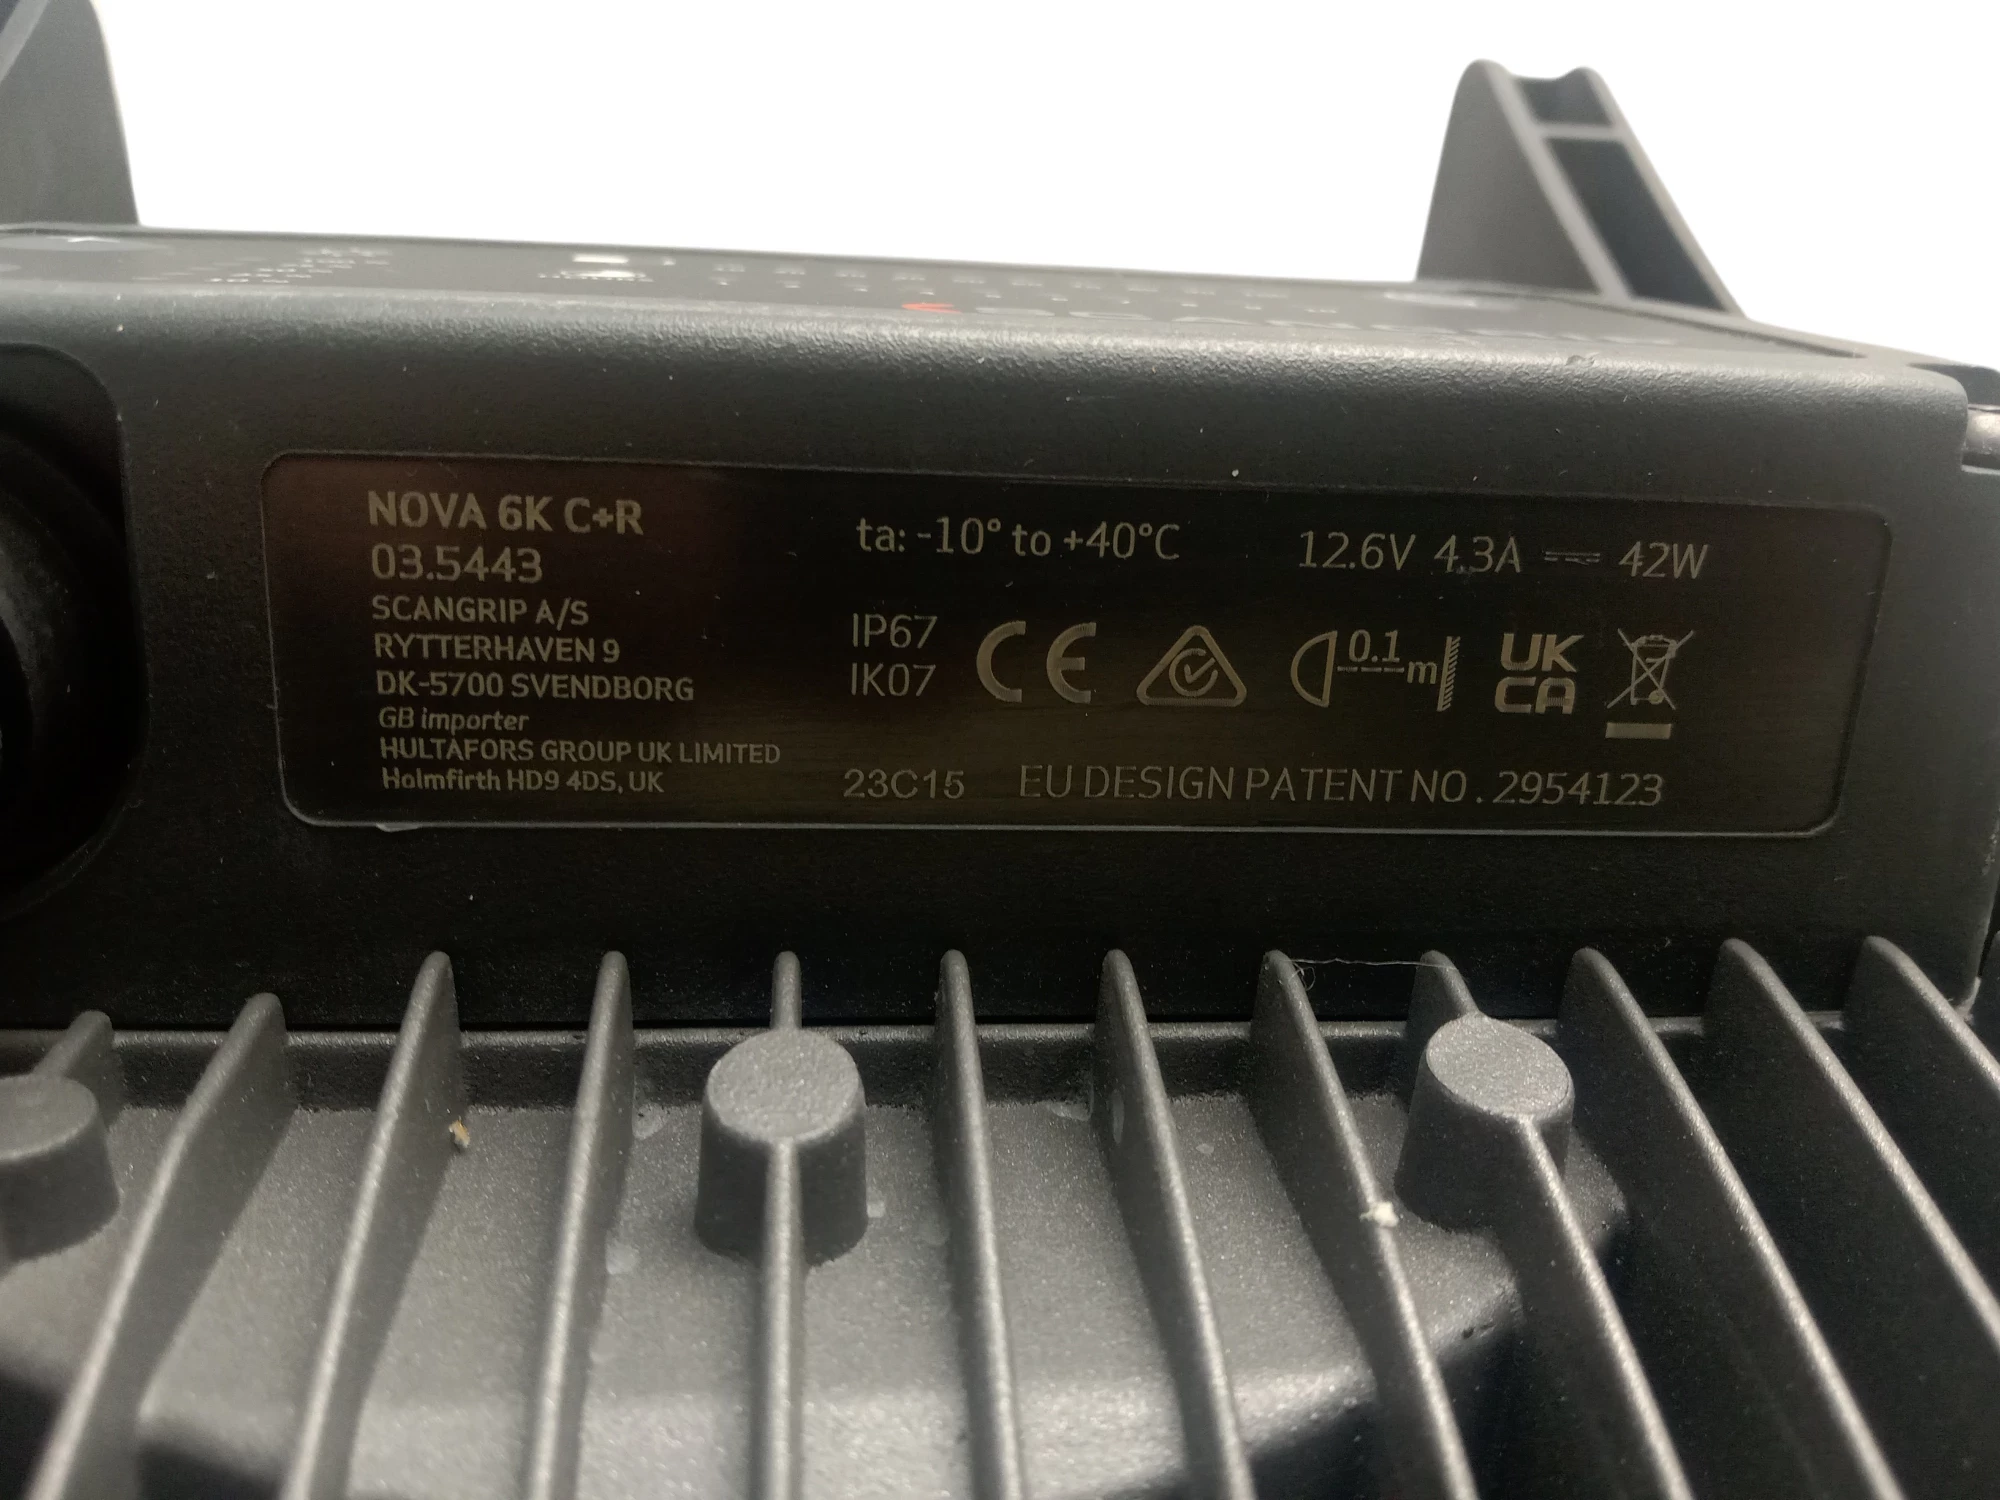 NOVA 6K C+R
03.5443
SCANGRIP A/S
RYTTERHAVEN 9
DK-5700 SVENDBORG
GB importer
HULTAFORS GROUP UK LIMITED
Holmfirth HD9 4DS, UK
ta: -10° to +40°C
12.6V 4.3A ⎓ 42W
IP67
IK07
CE
0.1 m
UK
CA
23C15 EU DESIGN PATENT NO. 2954123